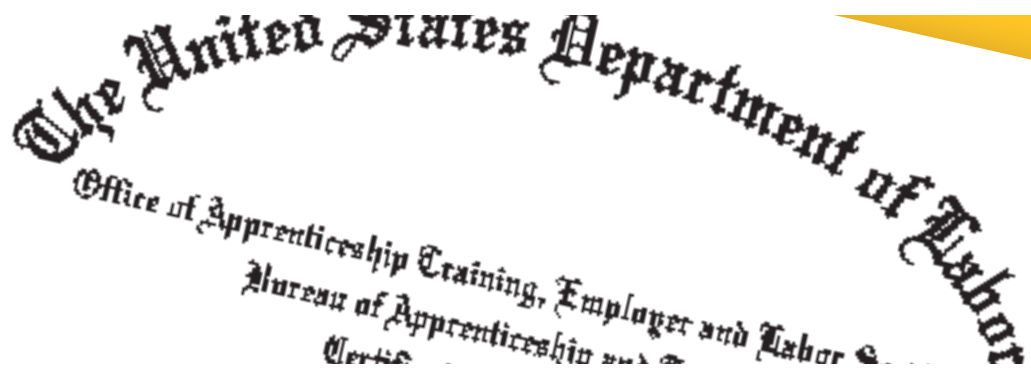 The United States Department of Labor
Office of Apprenticeship Training, Employer and Labor
Bureau of Apprenticeship and